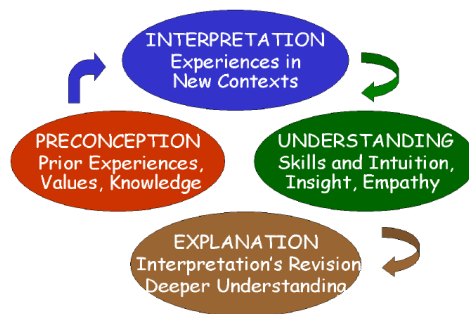 INTERPRETATION
Experiences in
New Contexts
PRECONCEPTION
Prior Experiences,
Values, Knowledge
UNDERSTANDING
Skills and Intuition,
Insight, Empathy
EXPLANATION
Interpretation's Revision
Deeper Understanding